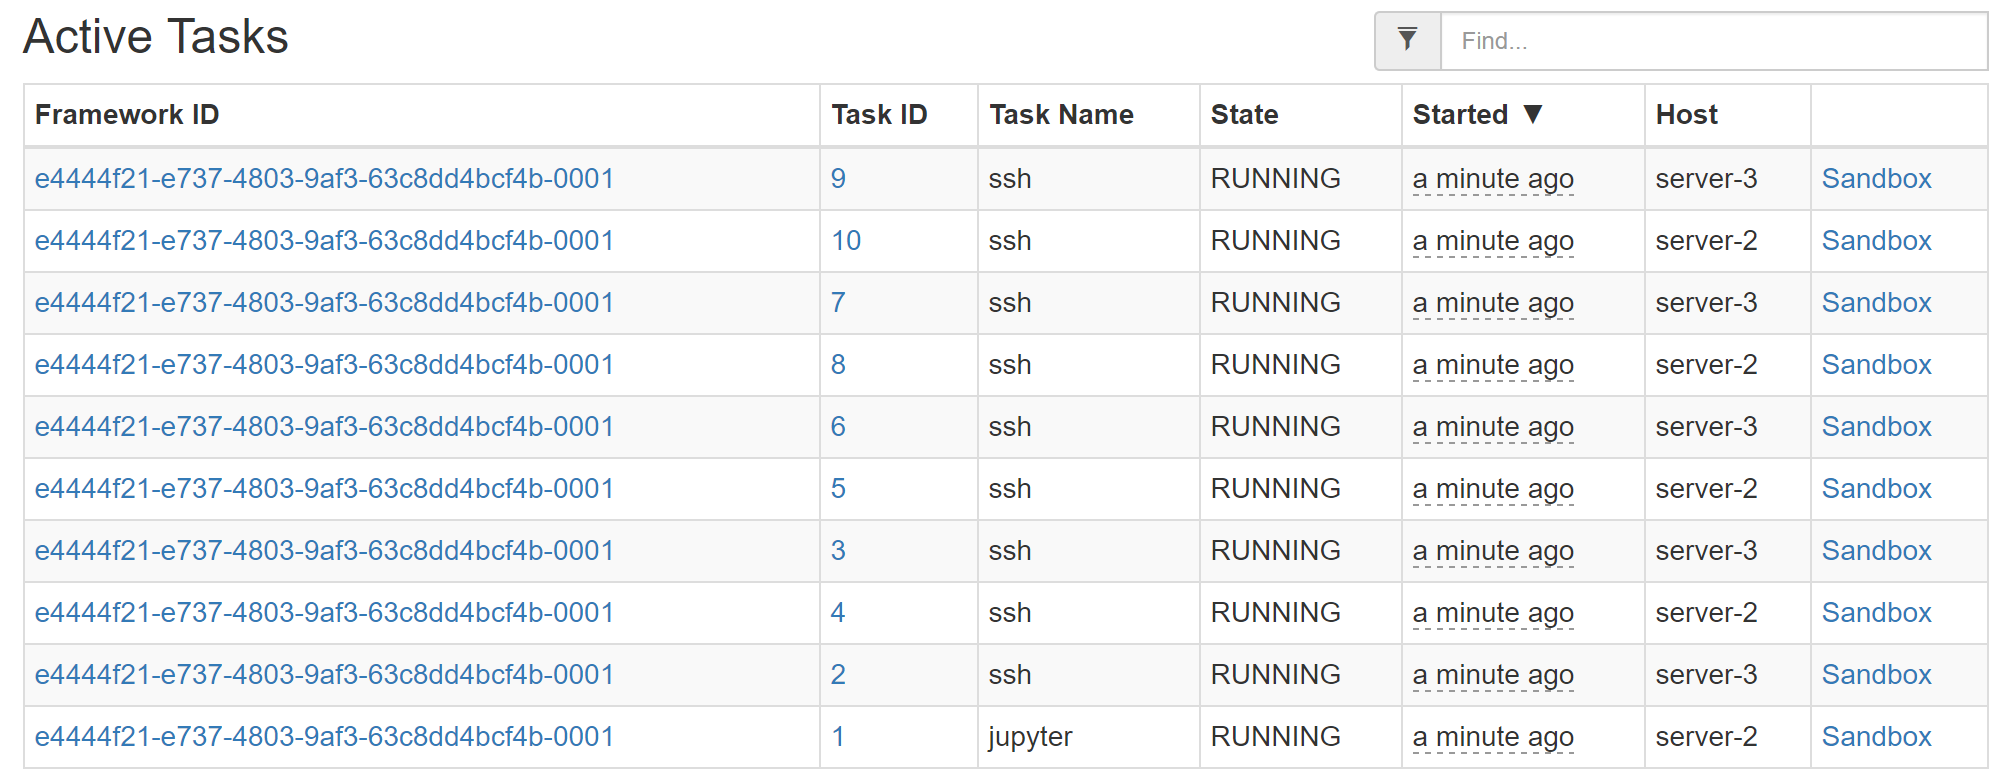 Active Tasks
Find...
Framework ID Task ID Task Name State Started ▼ Host
e4444f21-e737-4803-9af3-63c8dd4bcf4b-0001 9 ssh RUNNING a minute ago server-3 Sandbox
e4444f21-e737-4803-9af3-63c8dd4bcf4b-0001 10 ssh RUNNING a minute ago server-2 Sandbox
e4444f21-e737-4803-9af3-63c8dd4bcf4b-0001 7 ssh RUNNING a minute ago server-3 Sandbox
e4444f21-e737-4803-9af3-63c8dd4bcf4b-0001 8 ssh RUNNING a minute ago server-2 Sandbox
e4444f21-e737-4803-9af3-63c8dd4bcf4b-0001 6 ssh RUNNING a minute ago server-3 Sandbox
e4444f21-e737-4803-9af3-63c8dd4bcf4b-0001 5 ssh RUNNING a minute ago server-2 Sandbox
e4444f21-e737-4803-9af3-63c8dd4bcf4b-0001 3 ssh RUNNING a minute ago server-3 Sandbox
e4444f21-e737-4803-9af3-63c8dd4bcf4b-0001 4 ssh RUNNING a minute ago server-2 Sandbox
e4444f21-e737-4803-9af3-63c8dd4bcf4b-0001 2 ssh RUNNING a minute ago server-3 Sandbox
e4444f21-e737-4803-9af3-63c8dd4bcf4b-0001 1 jupyter RUNNING a minute ago server-2 Sandbox